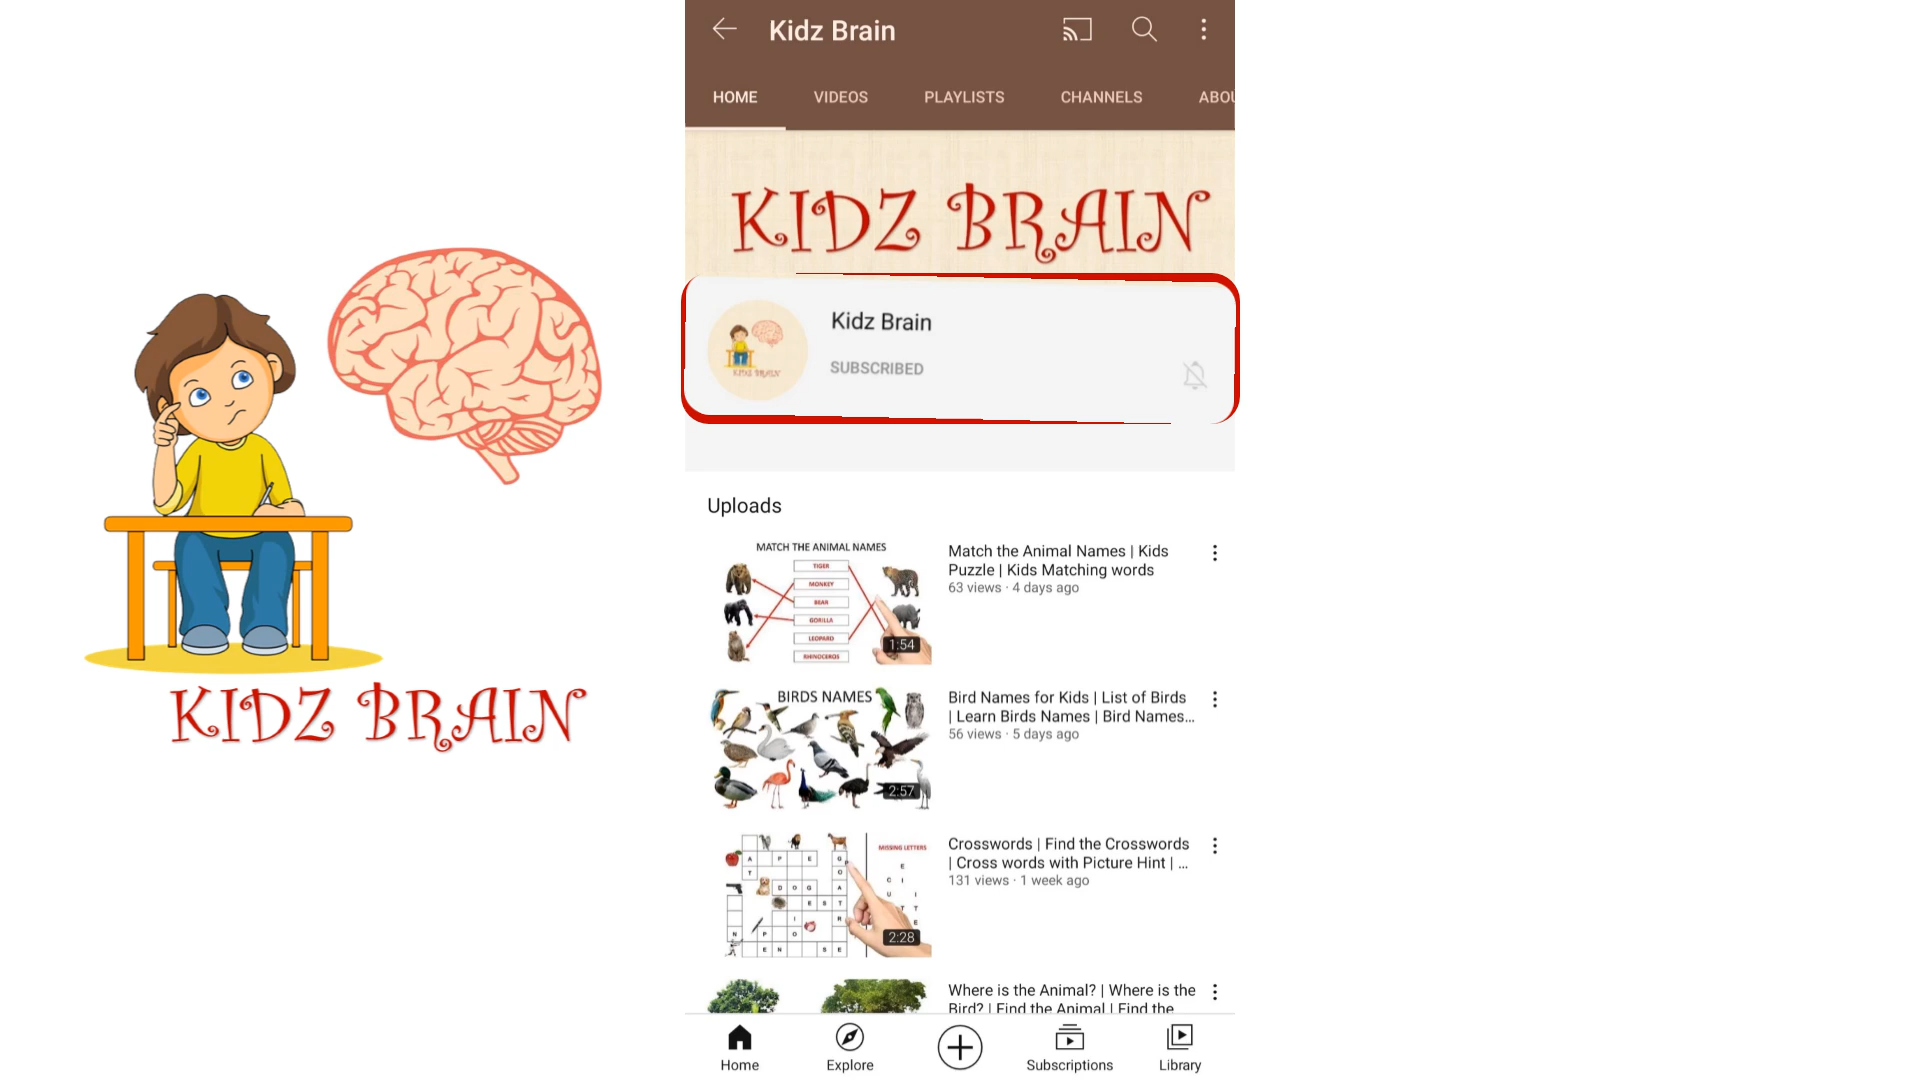 Kidz Brain
HOME VIDEOS PLAYLISTS CHANNELS ABOU
KIDZ BRAIN
Kidz Brain
SUBSCRIBED
KIDZ BRAIN
KIDZ BRAIN
Uploads
MATCH THE ANIMAL NAMES
TIGER
MONKEY
BEAR
GORILLA
LEOPARD
RHINOCEROS
1:54
Match the Animal Names | Kids
Puzzle | Kids Matching words
63 views · 4 days ago
BIRDS NAMES
2:57
Bird Names for Kids | List of Birds
| Learn Birds Names | Bird Names...
56 views · 5 days ago
MISSING LETTERS
2:28
Crosswords | Find the Crosswords
| Cross words with Picture Hint | ...
131 views · 1 week ago
Where is the Animal? | Where is the
Bird? | Find the Animal | Find the
Home Explore Subscriptions Library